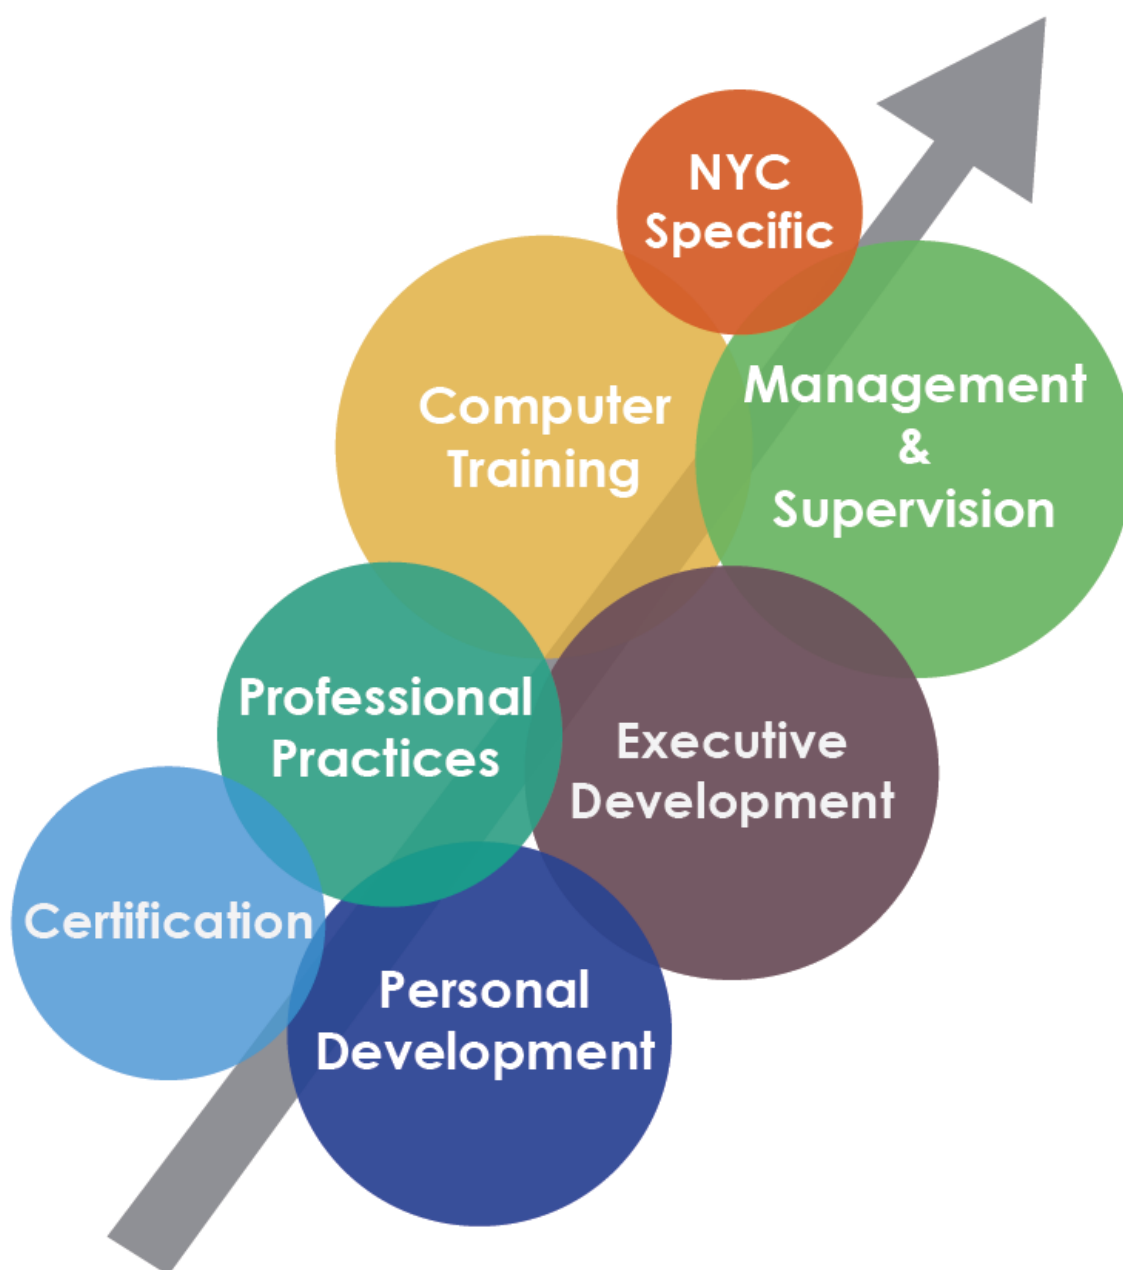 NYC
Specific
Computer
Training
Management
&
Supervision
Professional
Practices
Executive
Development
Certification
Personal
Development